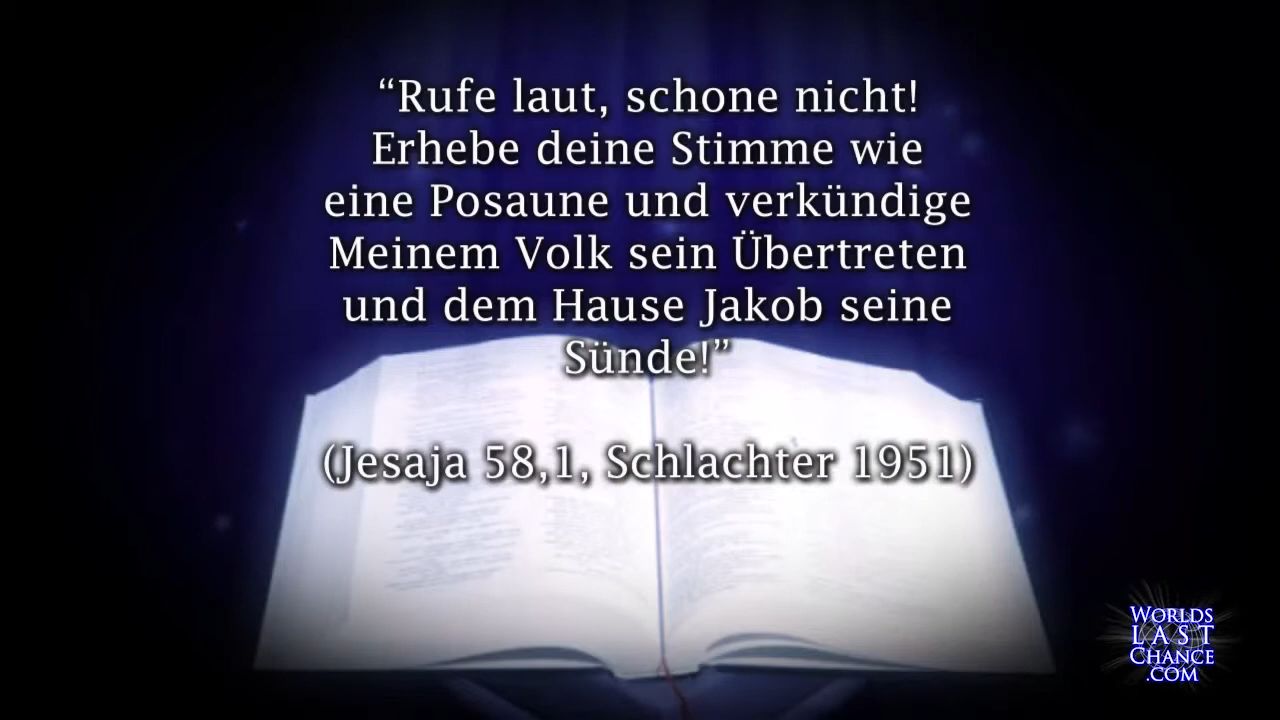 “Rufe laut, schone nicht!
Erhebe deine Stimme wie
eine Posaune und verkündige
Meinem Volk sein Übertreten
und dem Hause Jakob seine
Sünde!”
(Jesaja 58,1, Schlachter 1951)
WORLDS
LAST
CHANCE
.COM